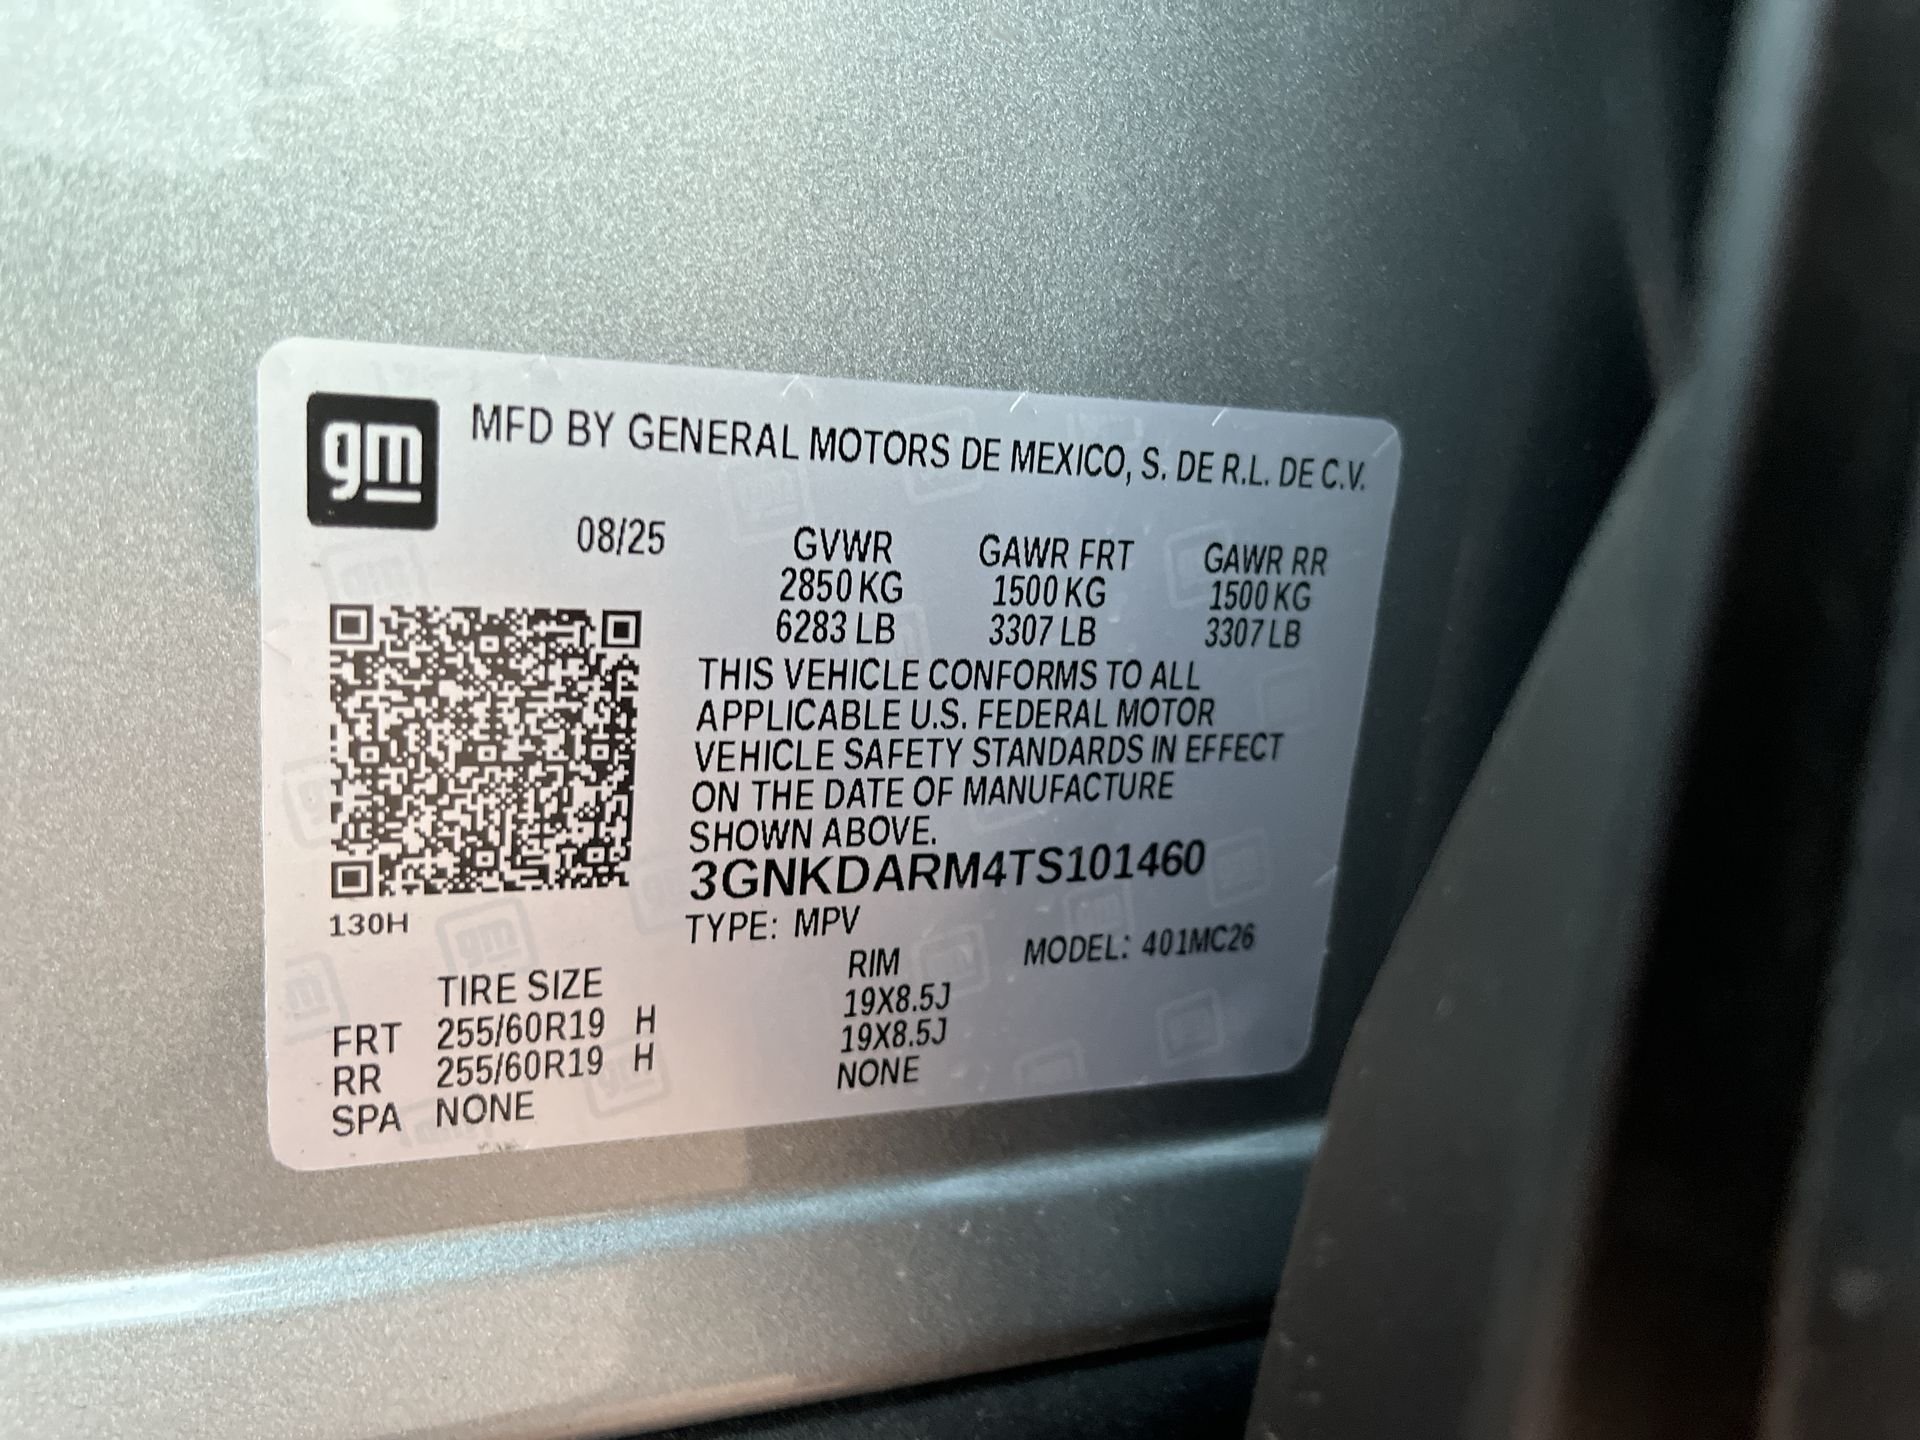 gm
MFD BY GENERAL MOTORS DE MEXICO, S. DE R.L. DE C.V.
08/25 GVWR GAWR FRT GAWR RR
2850 KG 1500 KG 1500 KG
6283 LB 3307 LB 3307 LB
THIS VEHICLE CONFORMS TO ALL
APPLICABLE U.S. FEDERAL MOTOR
VEHICLE SAFETY STANDARDS IN EFFECT
ON THE DATE OF MANUFACTURE
SHOWN ABOVE.
3GNKDARM4TS101460
130H
TYPE: MPV MODEL: 401MC26
TIRE SIZE RIM
FRT 255/60R19 H 19X8.5J
RR 255/60R19 H 19X8.5J
SPA NONE NONE